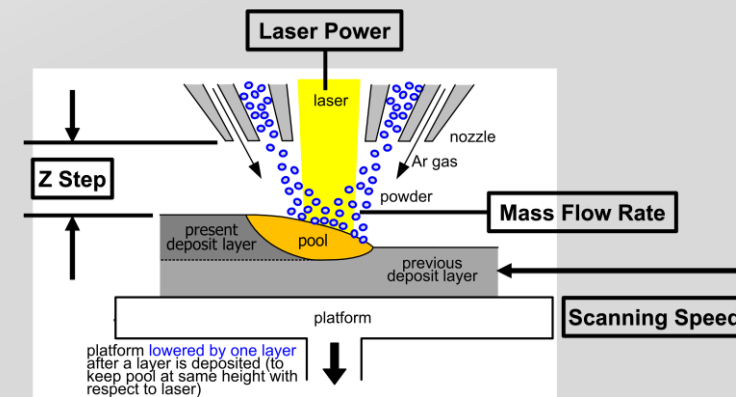 Laser Power
laser
nozzle
Ar gas
Z Step
powder
Mass Flow Rate
present
deposit layer
pool
previous
deposit layer
platform
Scanning Speed
platform lowered by one layer
after a layer is deposited (to
keep pool at same height with
respect to laser)